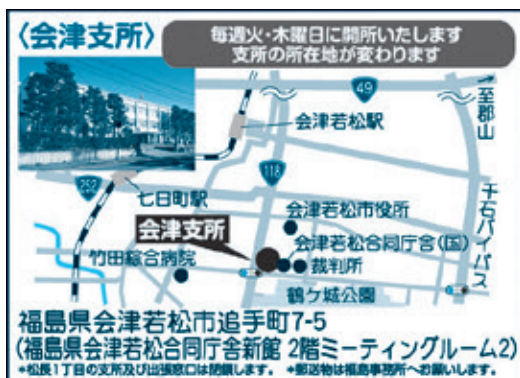 〈会津支所〉
毎週火・木曜日に開所いたします
支所の所在地が変わります
49
至郡山
会津若松駅
252
七日町駅
118
千石バイパス
会津若松市役所
会津支所
会津若松合同庁舎(国)
竹田綜合病院
裁判所
鶴ケ城公園
福島県会津若松市追手町7-5
(福島県会津若松合同庁舎新館 2階ミーティングルーム2)
*松長1丁目の支所及び出張窓口は閉鎖します。 *郵送物は福島事務所へお願いします。